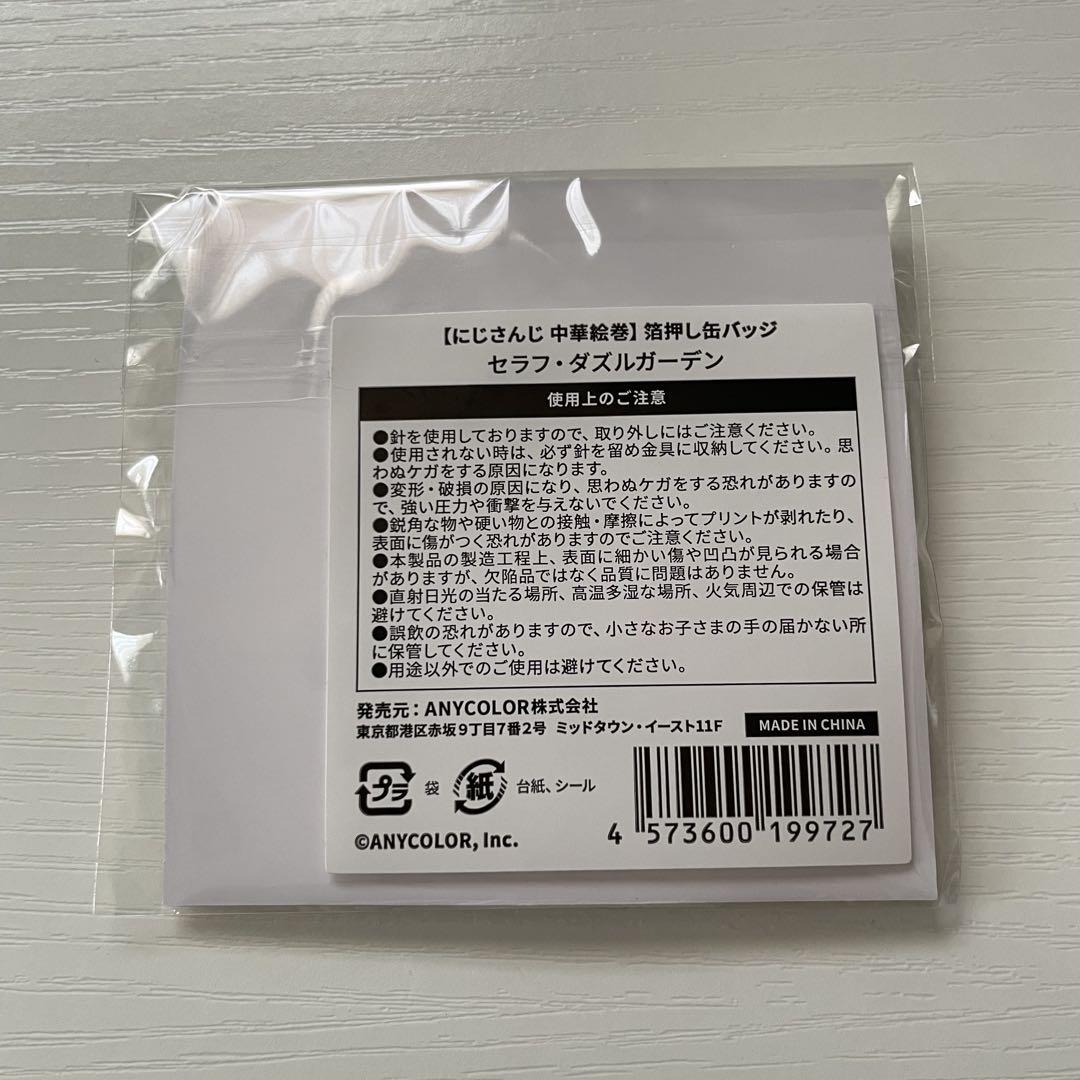 【にじさんじ 中華絵巻】箔押し缶バッジ
セラフ・ダズルガーデン
使用上のご注意
●針を使用しておりますので、取り外しにはご注意ください。
●使用されない時は、必ず針を留め金具に収納してください。思
わぬケガをする原因になります。
●変形・破損の原因になり、思わぬケガをする恐れがありますの
で、強い圧力や衝撃を与えないでください。
●鋭角な物や硬い物との接触・摩擦によってプリントが剥れたり、
表面に傷がつく恐れがありますのでご注意ください。
●本製品の製造工程上、表面に細かい傷や凹凸が見られる場合
がありますが、欠陥品ではなく品質に問題はありません。
●直射日光の当たる場所、高温多湿な場所、火気周辺での保管は
避けてください。
●誤飲の恐れがありますので、小さなお子さまの手の届かない所
に保管してください。
●用途以外でのご使用は避けてください。
発売元：ANYCOLOR株式会社
東京都港区赤坂9丁目7番2号 ミッドタウン・イースト11F
MADE IN CHINA
プラ 袋 紙 台紙、シール
4 573600 199727
©ANYCOLOR, Inc.